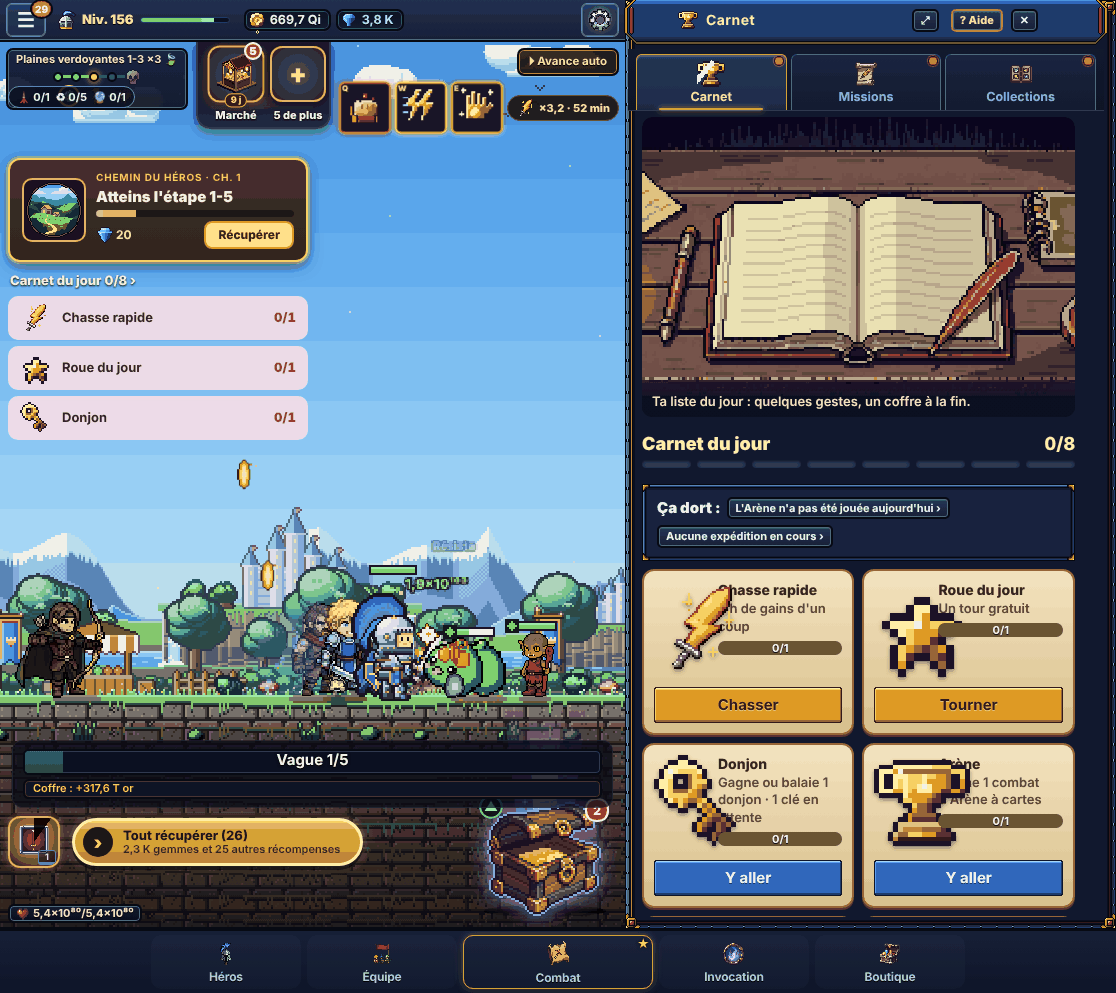 29
Niv. 156
669,7 Qi
3,8 K
Carnet
? Aide
Plaines verdoyantes 1-3 ×3
0/1
0/5
0/1
5
9 j
Marché
5 de plus
Q
W
E
Avance auto
×3,2 · 52 min
Carnet
Missions
Collections
CHEMIN DU HÉROS · CH. 1
Atteins l'étape 1-5
20
Récupérer
Carnet du jour 0/8 ›
Chasse rapide
0/1
Roue du jour
0/1
Donjon
0/1
Ta liste du jour : quelques gestes, un coffre à la fin.
Carnet du jour
0/8
Ça dort :
L'Arène n'a pas été jouée aujourd'hui ›
Aucune expédition en cours ›
Chasse rapide
h de gains d'un
coup
0/1
Chasser
Roue du jour
Un tour gratuit
0/1
Tourner
Donjon
Gagne ou balaie 1
donjon · 1 clé en
attente
0/1
Y aller
Arène
1 combat
Arène à cartes
0/1
Y aller
Vague 1/5
Coffre : +317,6 T or
1
Tout récupérer (26)
2,3 K gemmes et 25 autres récompenses
2
5,4×10⁸⁰/5,4×10⁸⁰
Héros
Équipe
Combat
Invocation
Boutique